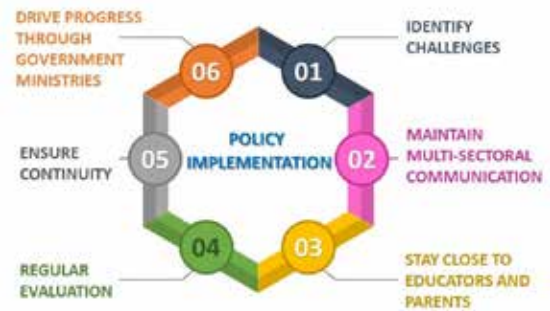 DRIVE PROGRESS
THROUGH
GOVERNMENT
MINISTRIES
06
01
IDENTIFY
CHALLENGES
ENSURE
CONTINUITY
05
POLICY
IMPLEMENTATION
02
MAINTAIN
MULTI-SECTORAL
COMMUNICATION
REGULAR
EVALUATION
04
03
STAY CLOSE TO
EDUCATORS AND
PARENTS